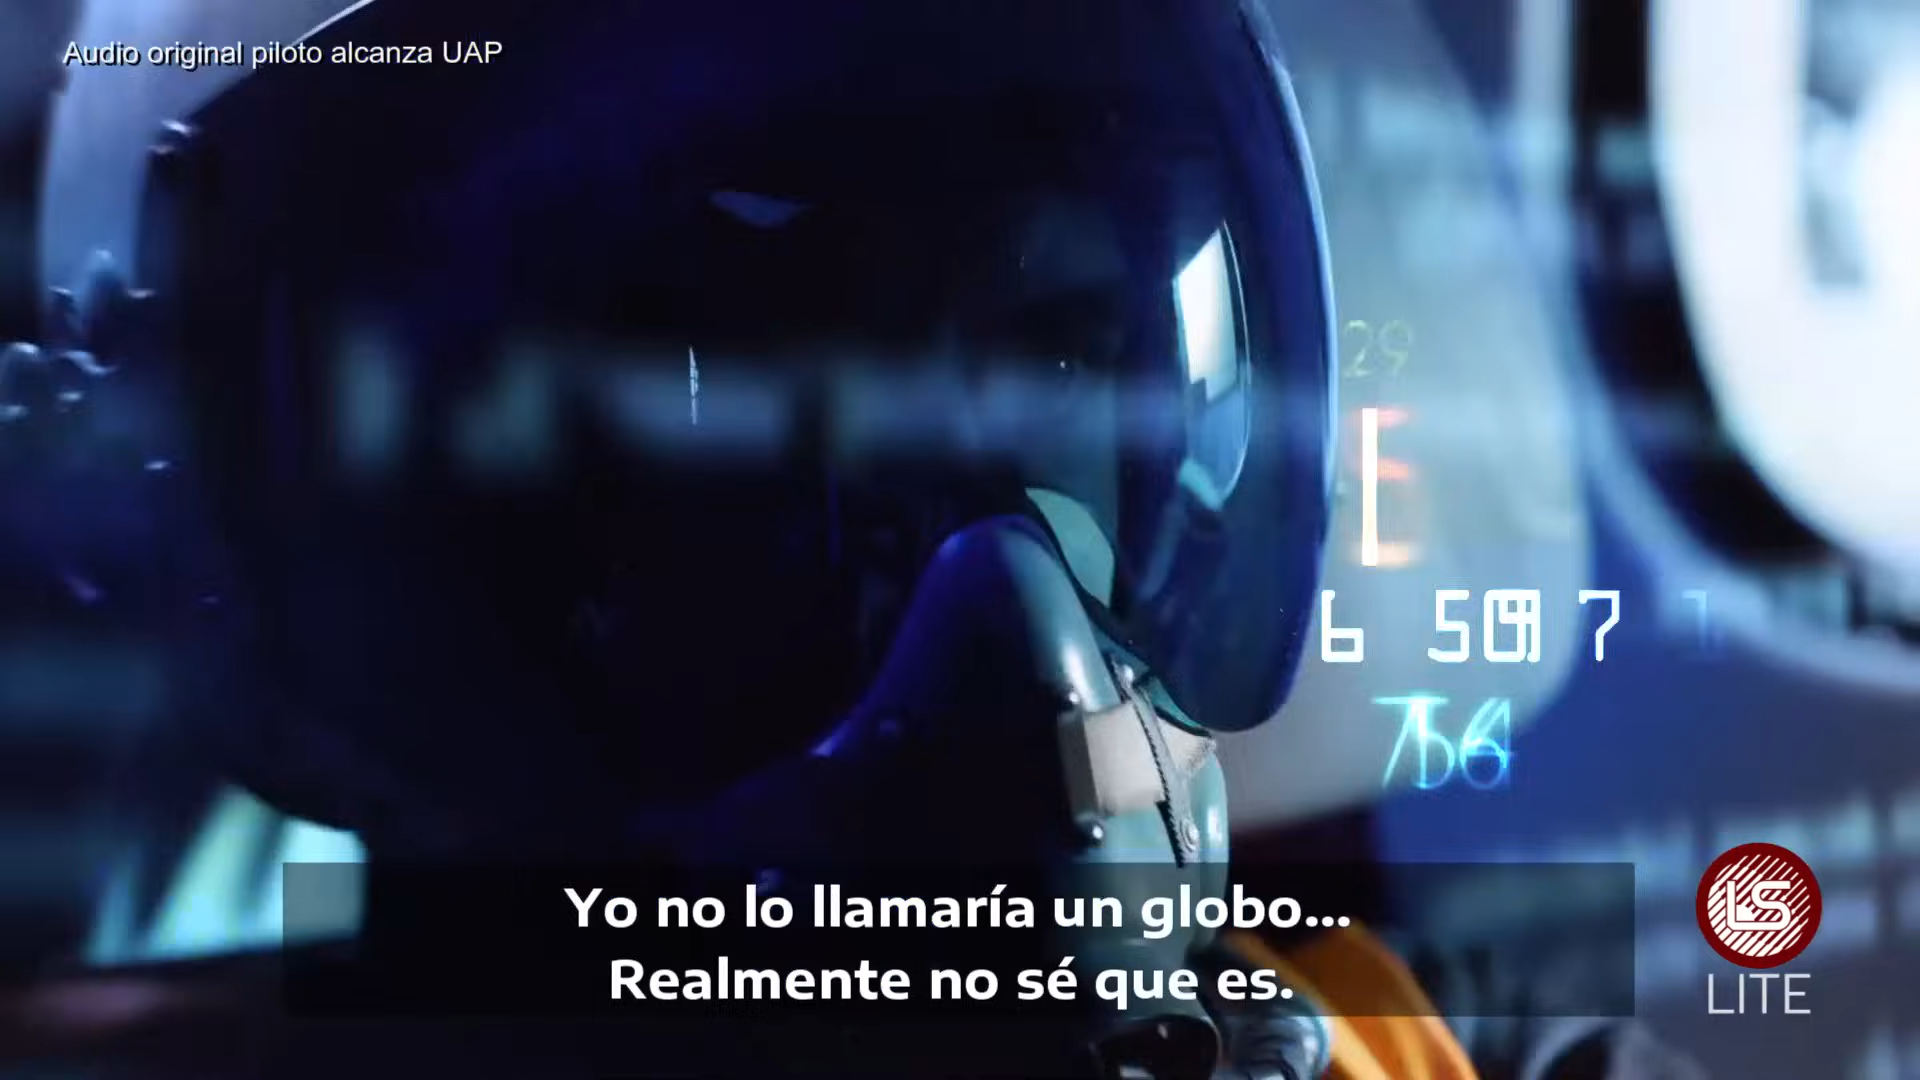 Audio original piloto alcanza UAP
29
6 5 7
Yo no lo llamaría un globo...
Realmente no sé que es.
LS
LITE